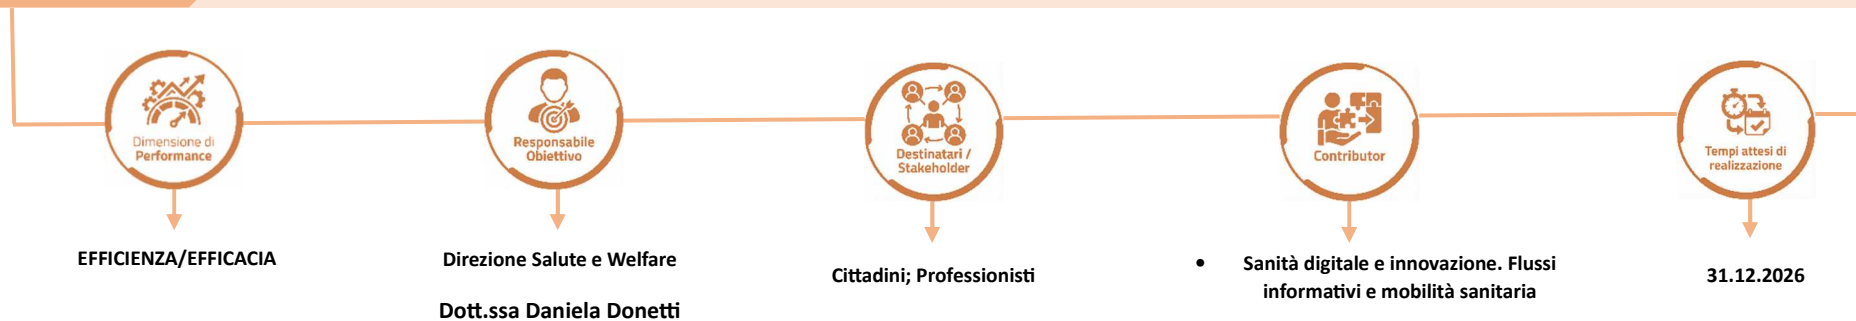 Dimensione di
Performance
EFFICIENZA/EFFICACIA
Responsabile
Obiettivo
Direzione Salute e Welfare
Dott.ssa Daniela Donetti
Destinatari /
Stakeholder
Cittadini; Professionisti
Contributor
• Sanità digitale e innovazione. Flussi
informativi e mobilità sanitaria
Tempi attesi di
realizzazione
31.12.2026